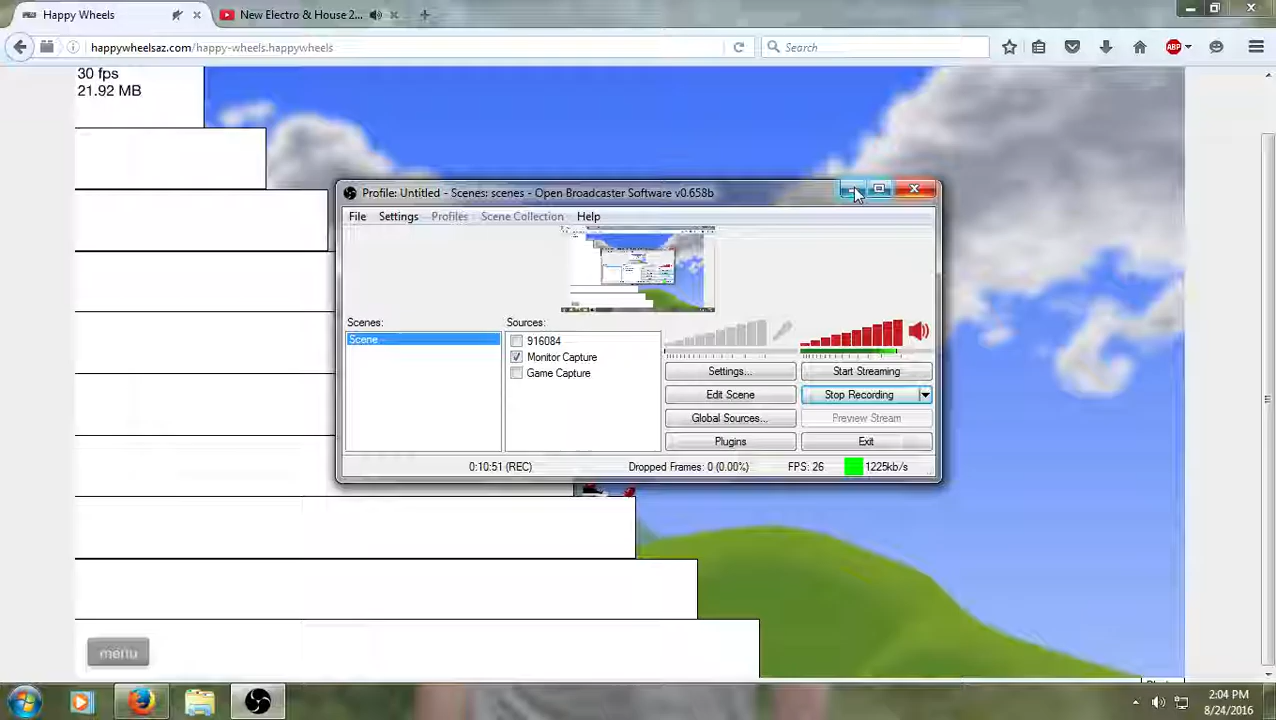 Happy Wheels
New Electro & House 2...
happywheelsaz.com/happy-wheels.happywheels
Search
ABP
30 fps
21.92 MB
Profile: Untitled - Scenes: scenes - Open Broadcaster Software v0.658b
File Settings Profiles Scene Collection Help
Scenes:
Sources:
Scene
916084
Monitor Capture
Game Capture
Settings...
Start Streaming
Edit Scene
Stop Recording
Global Sources...
Preview Stream
Plugins
Exit
0:10:51 (REC)
Dropped Frames: 0 (0.00%)
FPS: 26
1225kb/s
menu
2:04 PM
8/24/2016